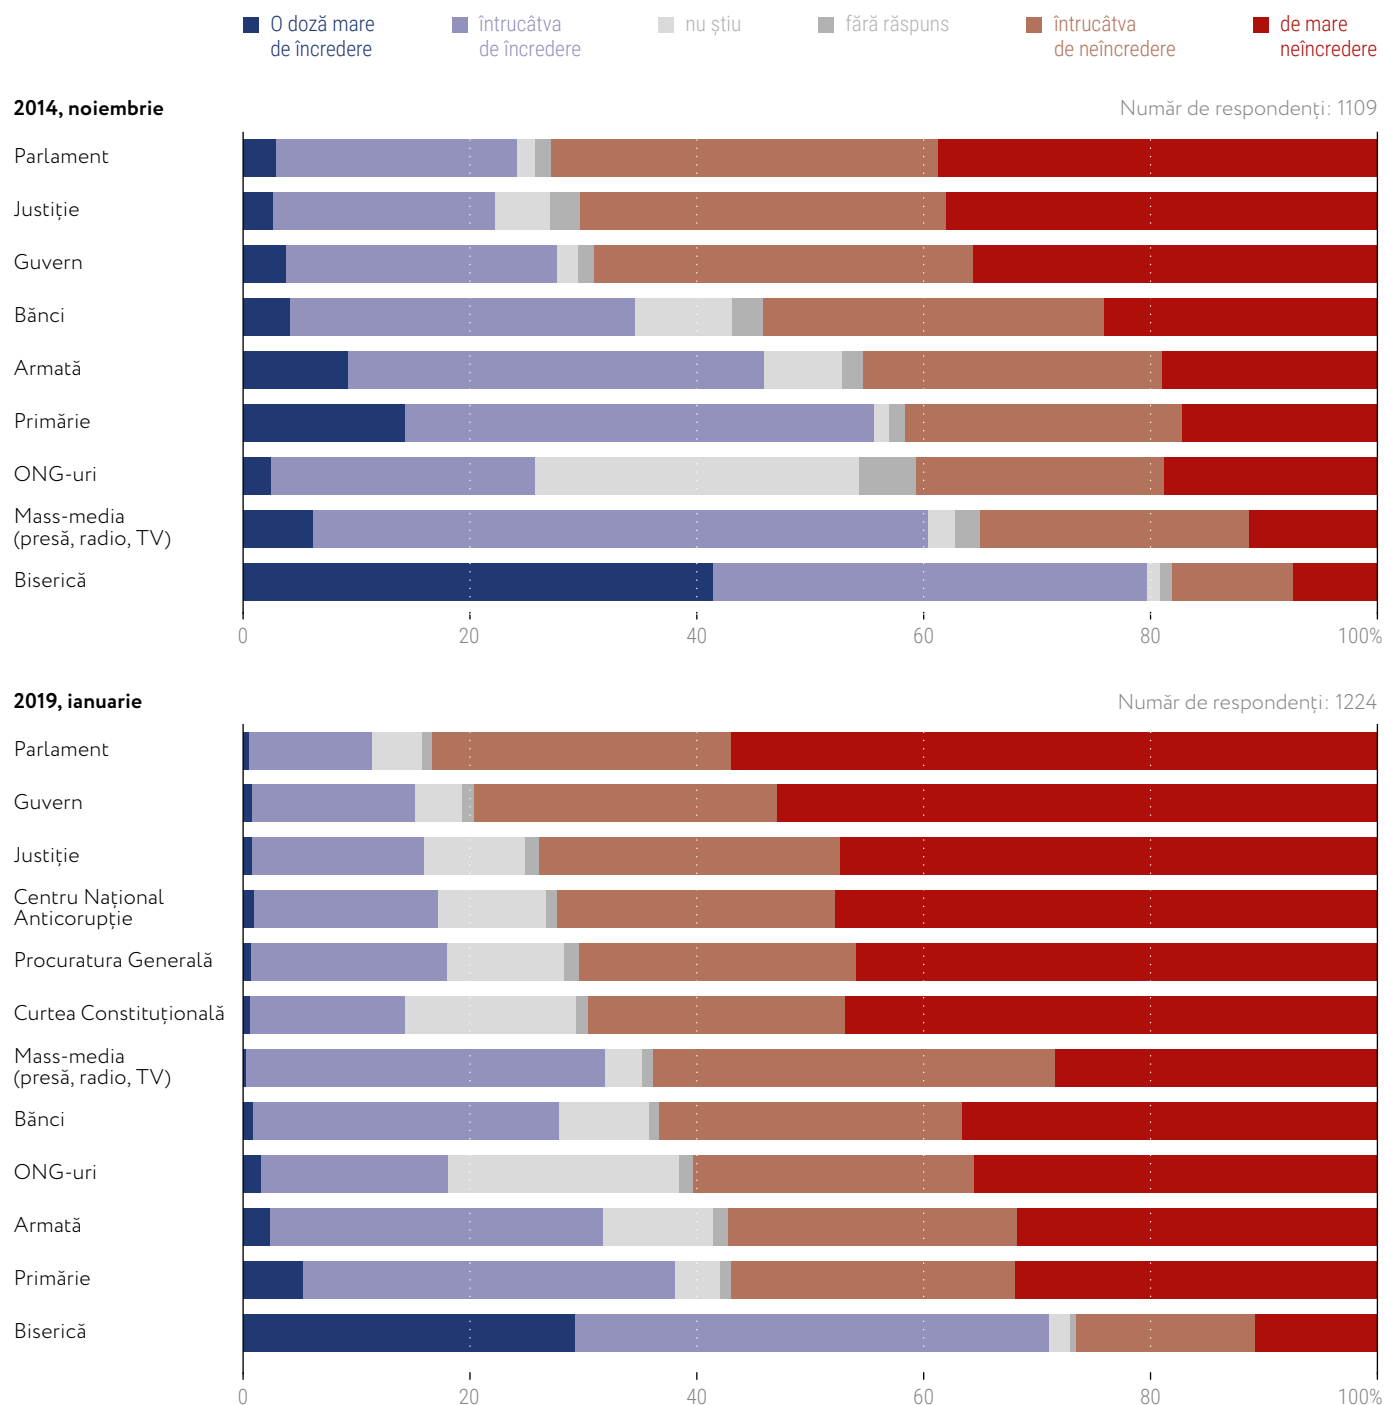 O doză mare
de încredere
întrucâtva
de încredere
nu știu
fără răspuns
întrucâtva
de neîncredere
de mare
neîncredere
2014, noiembrie
Număr de respondenți: 1109
Parlament
Justiție
Guvern
Bănci
Armată
Primărie
ONG-uri
Mass-media
(presă, radio, TV)
Biserică
0 20 40 60 80 100%
2019, ianuarie
Număr de respondenți: 1224
Parlament
Guvern
Justiție
Centru Național
Anticorupție
Procuratura Generală
Curtea Constituțională
Mass-media
(presă, radio, TV)
Bănci
ONG-uri
Armată
Primărie
Biserică
0 20 40 60 80 100%